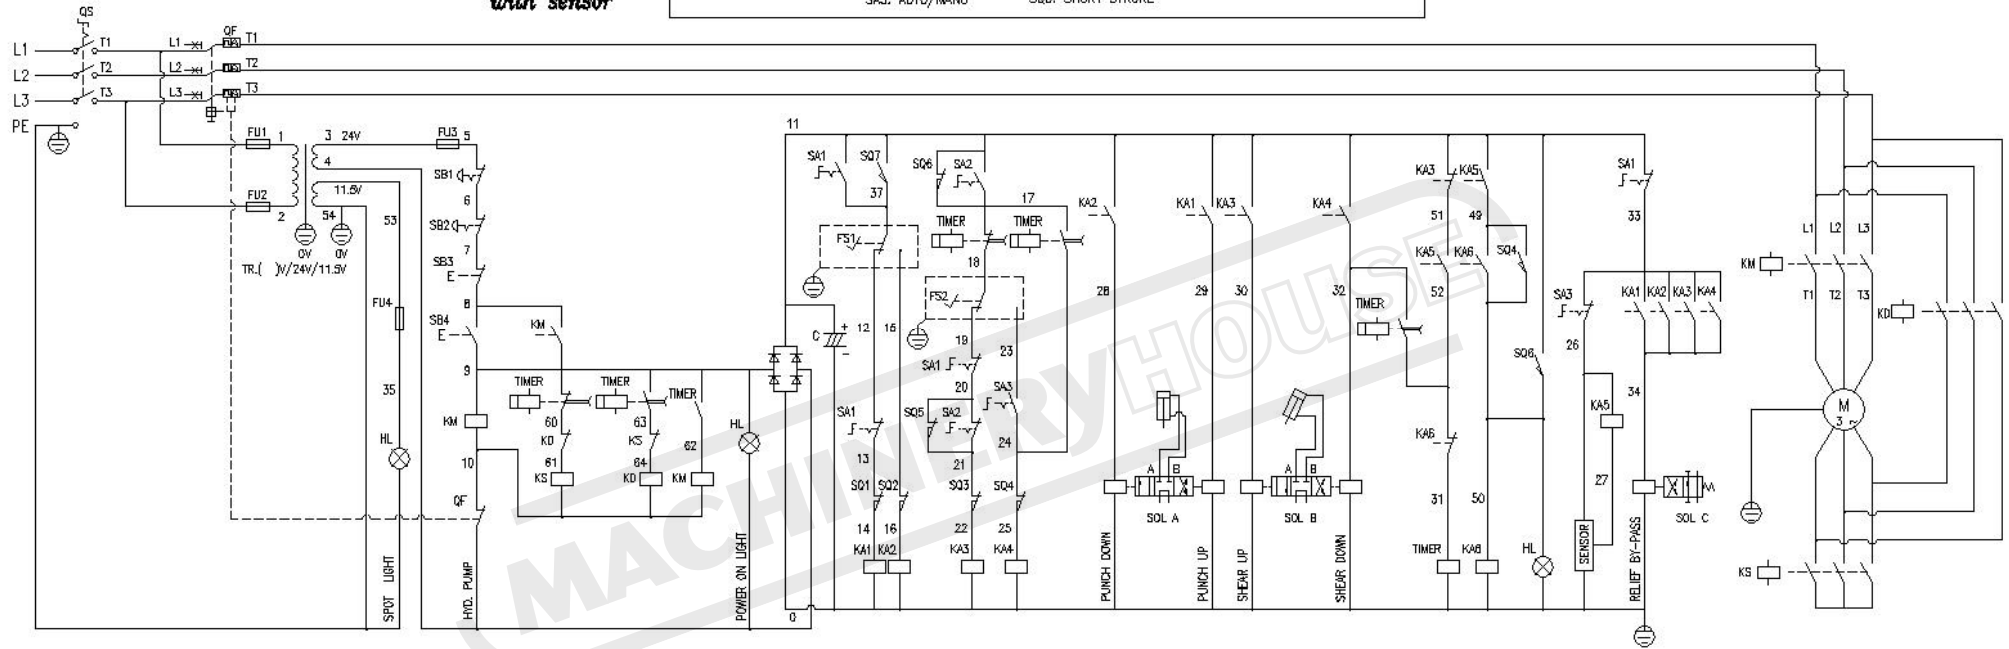 with sensor
QS
L1
T1
L1
QF
T1
L2
T2
L2
T2
L3
T3
L3
T3
PE
FU1
1
3 24V
FU3
5
4
SB1
11.5V
FU2
2
54
53
6
SB2
7
0V
0V
TR.( )V/24V/11.5V
SB3
E
8
FU4
SB4
E
KM
9
35
TIMER
TIMER
TIMER
KM
60
63
HL
HL
KD
KS
62
10
61
64
KS
KD
KM
QF
SPOT LIGHT
HYD. PUMP
POWER ON LIGHT
11
SA1
SQ7
SQ6
SA2
37
17
TIMER
TIMER
FS1
18
FS2
C
+
-
12
15
19
23
SA1
20
SA3
SA1
SQ5
SA2
24
13
21
SQ1
SQ2
SQ3
SQ4
14
16
22
25
KA1
KA2
KA3
KA4
0
KA2
KA1
KA3
KA4
28
29
30
32
TIMER
A
B
A
B
SOL A
SOL B
PUNCH DOWN
PUNCH UP
SHEAR UP
SHEAR DOWN
KA3
KA5
51
49
KA5
KA6
SQ4
52
SQ6
KA6
31
50
TIMER
KA6
HL
SA1
33
SA3
KA1
KA2
KA3
KA4
26
34
KA5
27
SENSOR
RELIEF BY-PASS
SOL C
L1
L2
L3
KM
T1
T2
T3
KD
M
3 ~
KS
MACHINERYHOUSE